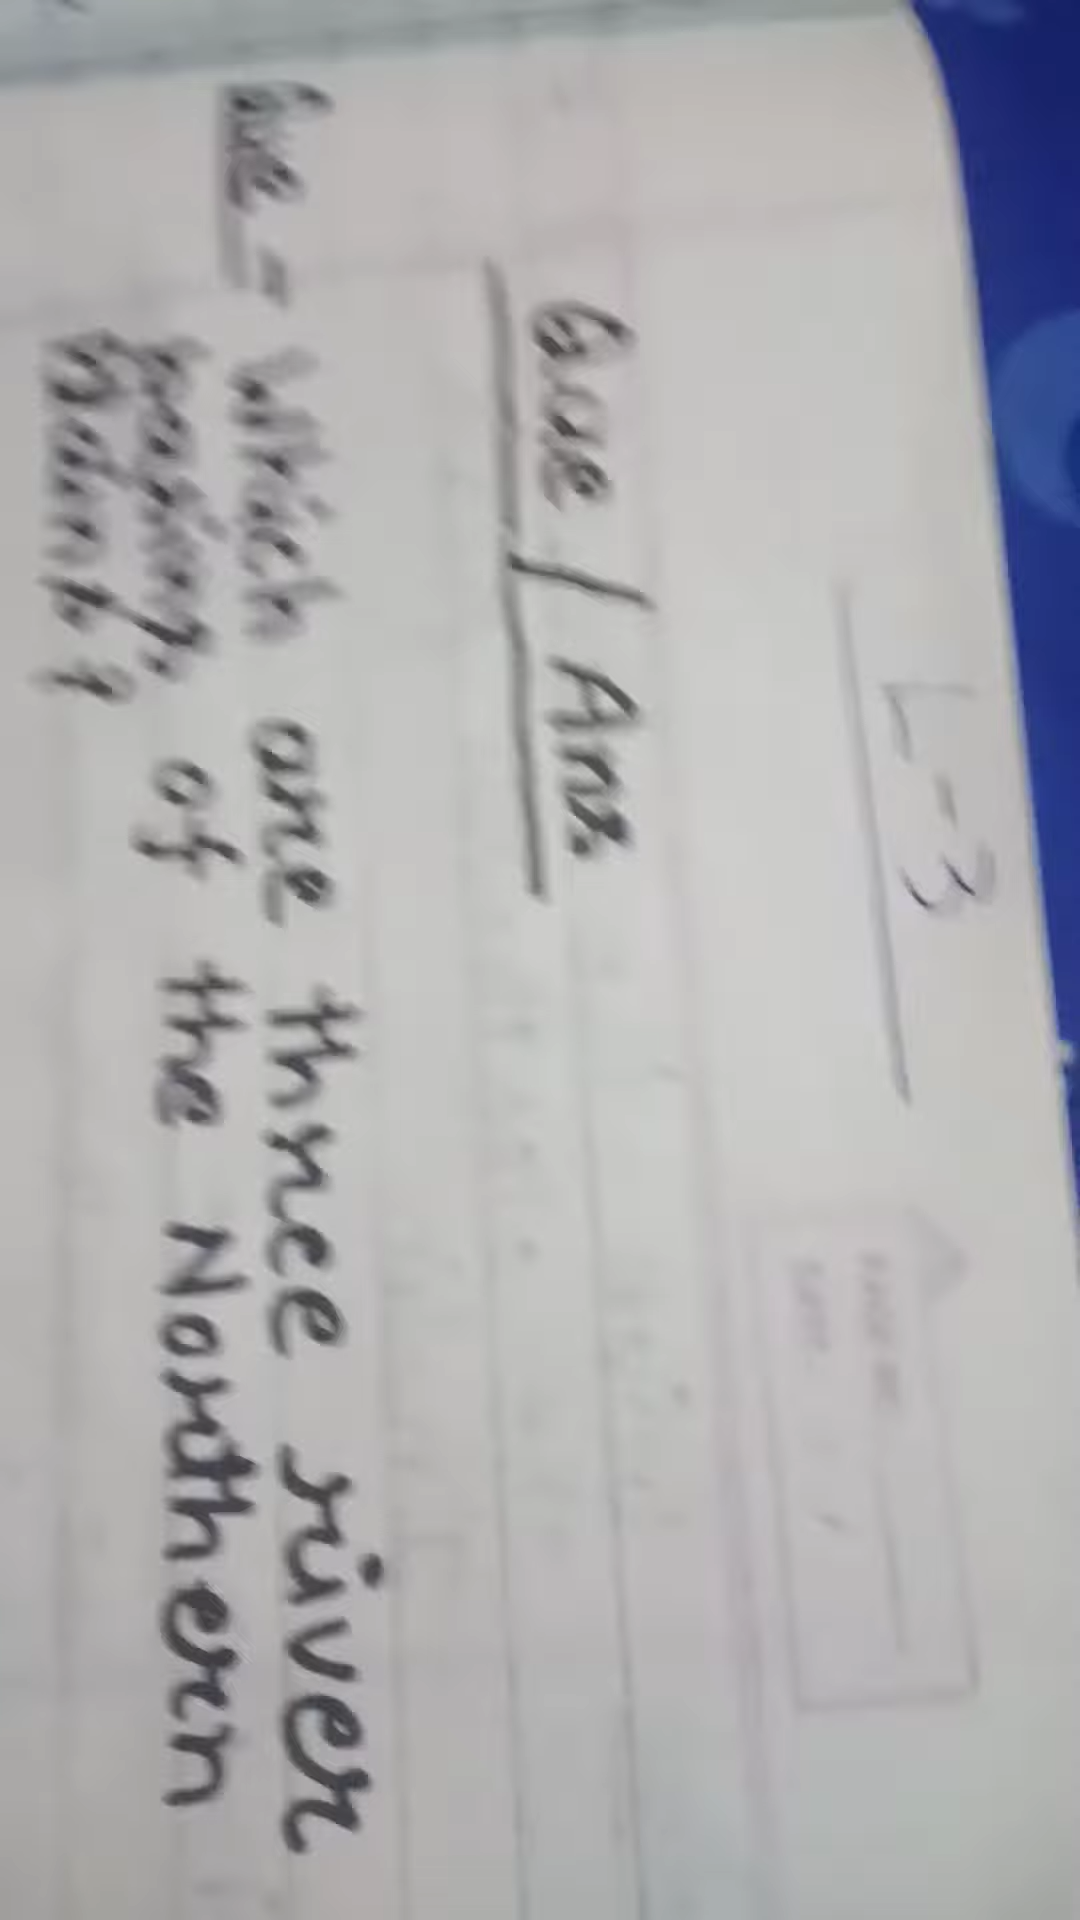 L-3
Que / Ans.
Que - Which are three river
of the Northern